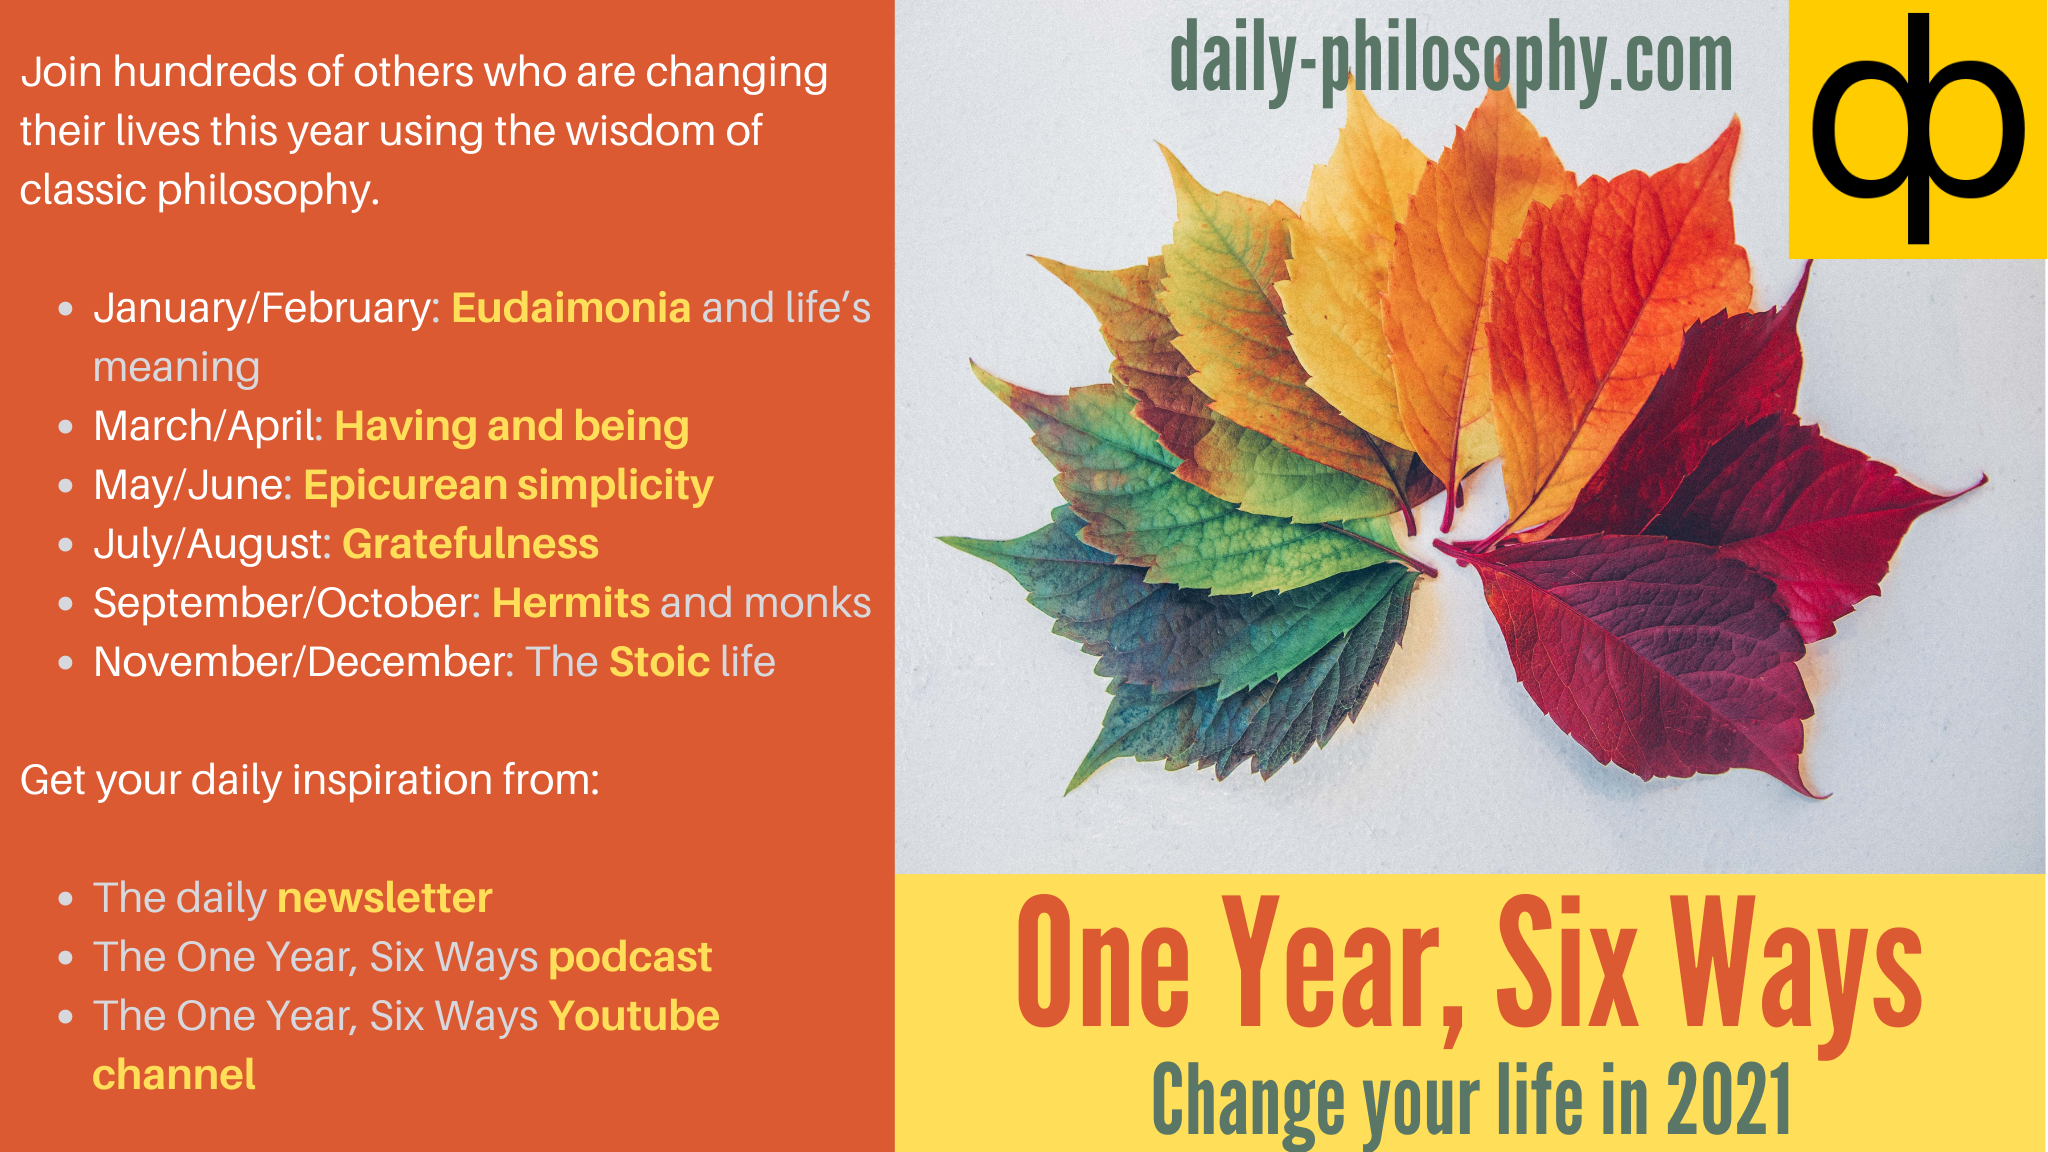 Join hundreds of others who are changing
their lives this year using the wisdom of
classic philosophy.
• January/February: Eudaimonia and life’s
meaning
• March/April: Having and being
• May/June: Epicurean simplicity
• July/August: Gratefulness
• September/October: Hermits and monks
• November/December: The Stoic life
Get your daily inspiration from:
• The daily newsletter
• The One Year, Six Ways podcast
• The One Year, Six Ways Youtube
channel
daily-philosophy.com
dp
One Year, Six Ways
Change your life in 2021